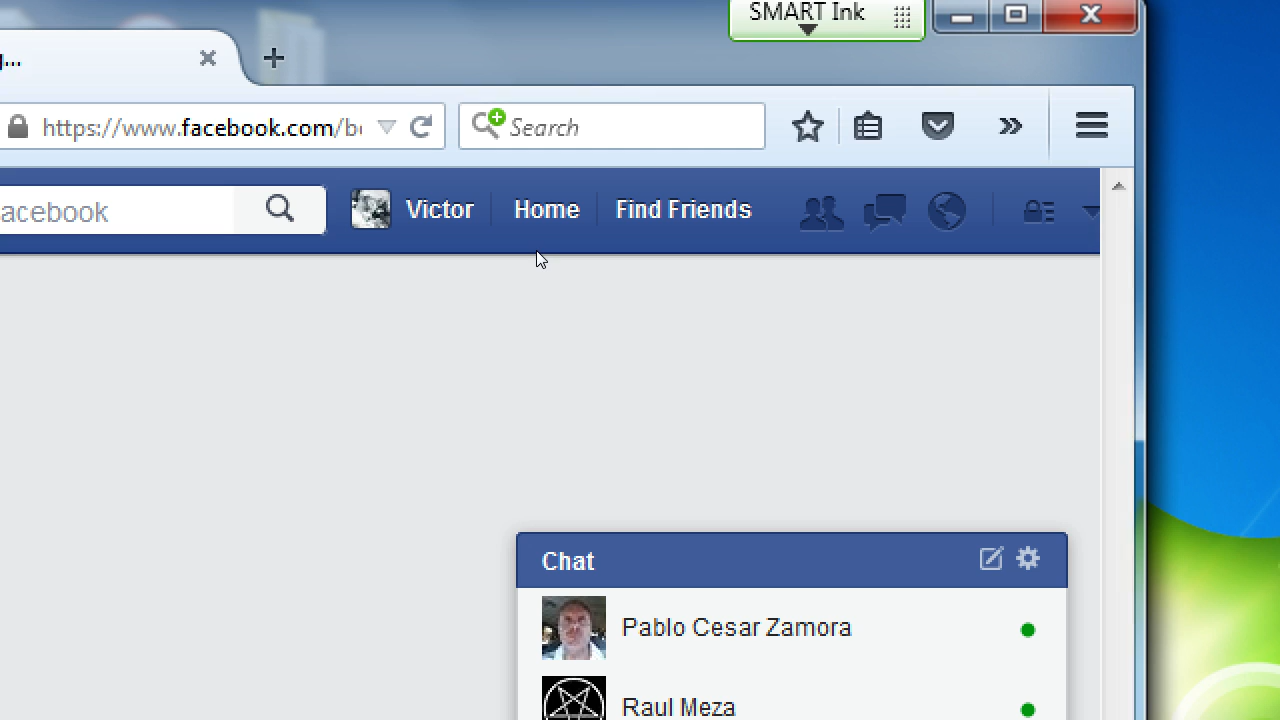 SMART Ink
...
https://www.facebook.com/b
Search
acebook
Victor
Home
Find Friends
Chat
Pablo Cesar Zamora
Raul Meza